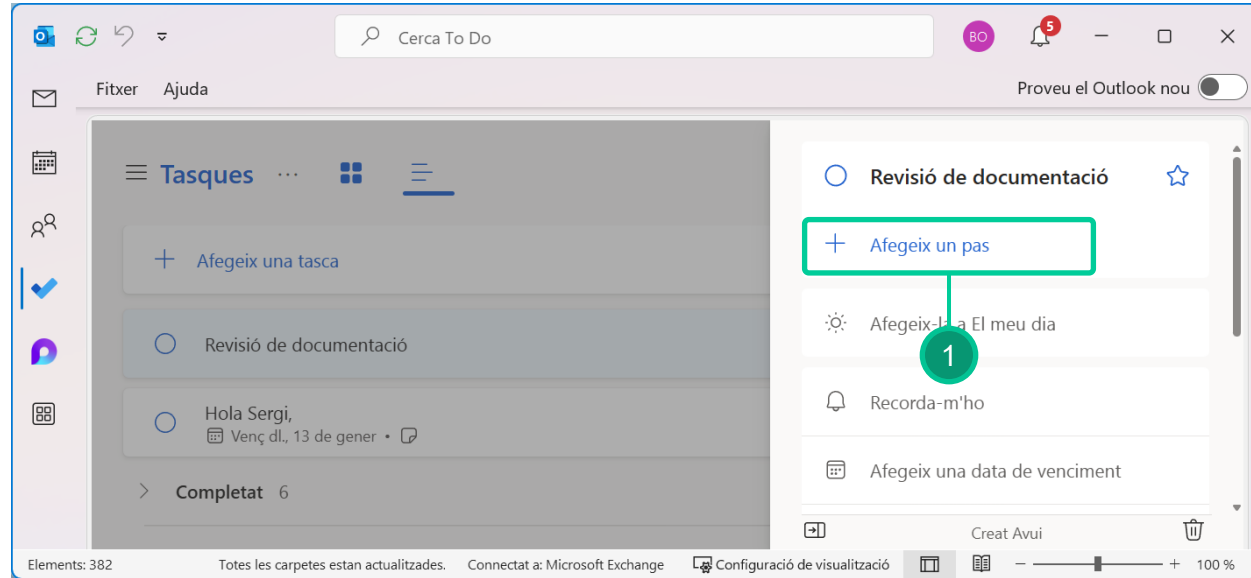 Cerca To Do
BO
5
Fitxer Ajuda
Proveu el Outlook nou
Tasques
Afegeix una tasca
Revisió de documentació
Hola Sergi,
Venç dl., 13 de gener •
Completat 6
Revisió de documentació
Afegeix un pas
Afegeix-la a El meu dia
1
Recorda-m'ho
Afegeix una data de venciment
Creat Avui
Elements: 382 Totes les carpetes estan actualitzades. Connectat a: Microsoft Exchange Configuració de visualització 100 %